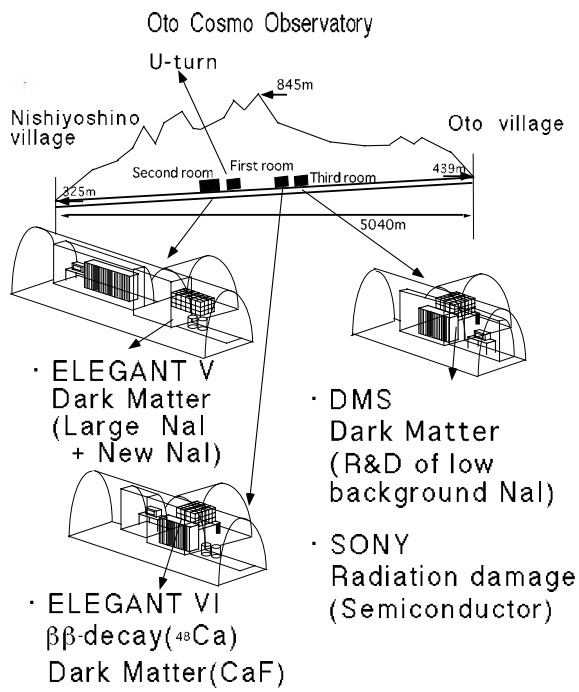 Oto Cosmo Observatory
U-turn
845m
Nishiyoshino
village
Oto village
Second room
First room
Third room
439m
325m
5040m
· ELEGANT V
Dark Matter
(Large NaI
+ New NaI)
· DMS
Dark Matter
(R&D of low
background NaI)
· SONY
Radiation damage
(Semiconductor)
· ELEGANT VI
ββ-decay(⁴⁸Ca)
Dark Matter(CaF)